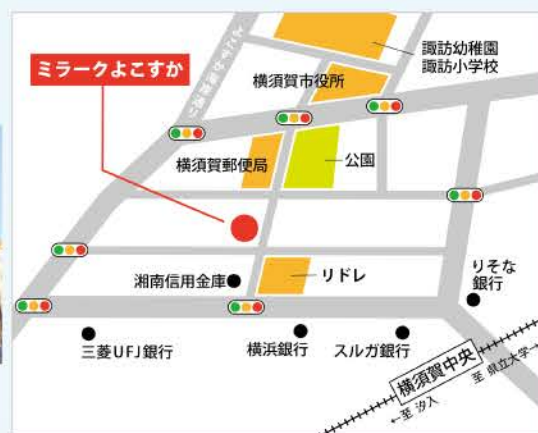 諏訪幼稚園
諏訪小学校
ミラークよこすか
横須賀市役所
横須賀郵便局
公園
湘南信用金庫
リドレ
りそな
銀行
三菱UFJ銀行
横浜銀行
スルガ銀行
横須賀中央
至 県立大学→
←至 汐入